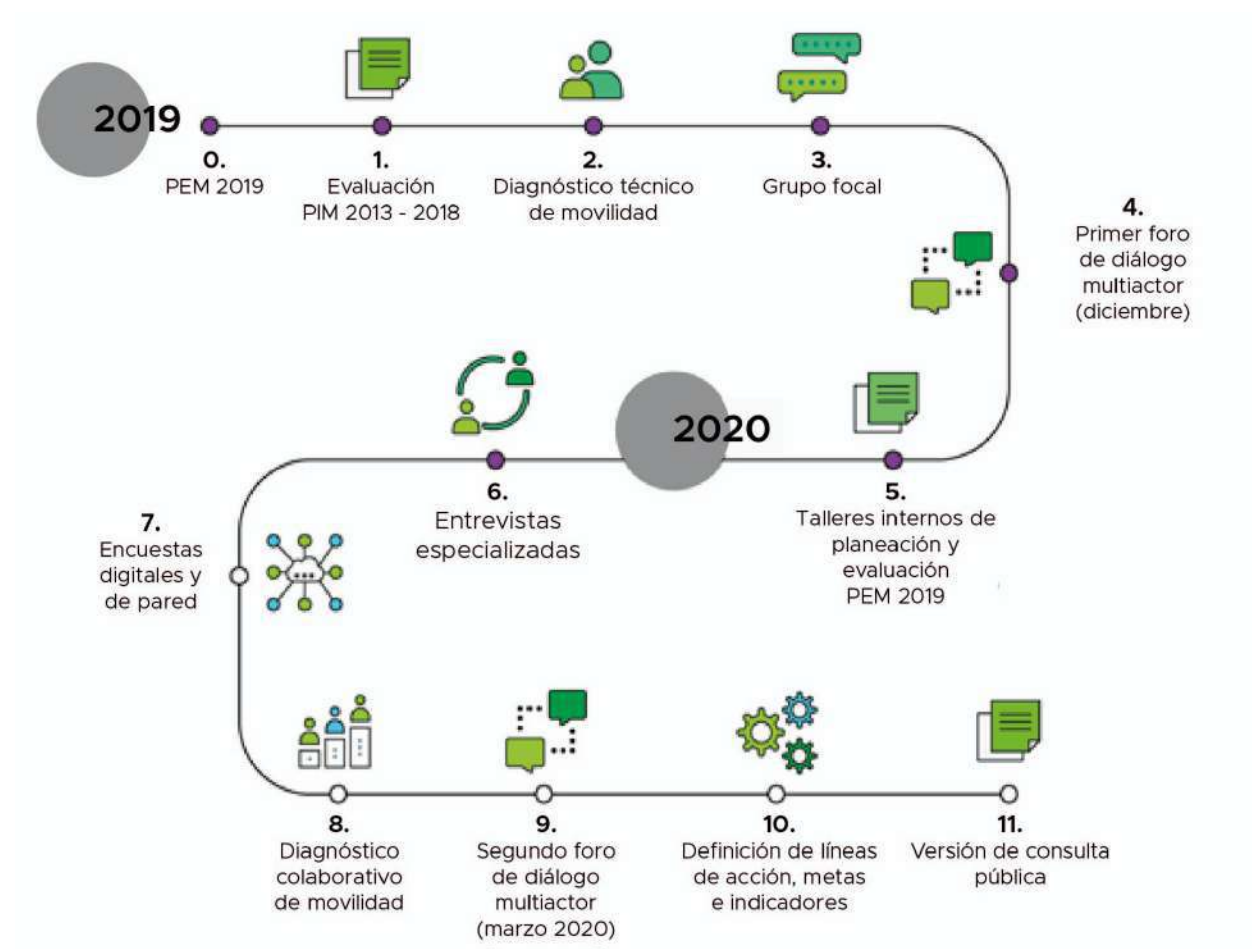 2019
0.
PEM 2019
1.
Evaluación
PIM 2013 - 2018
2.
Diagnóstico técnico
de movilidad
3.
Grupo focal
4.
Primer foro
de diálogo
multiactor
(diciembre)
2020
5.
Talleres internos de
planeación y
evaluación
PEM 2019
6.
Entrevistas
especializadas
7.
Encuestas
digitales y
de pared
8.
Diagnóstico
colaborativo
de movilidad
9.
Segundo foro
de diálogo
multiactor
(marzo 2020)
10.
Definición de líneas
de acción, metas
e indicadores
11.
Versión de consulta
pública